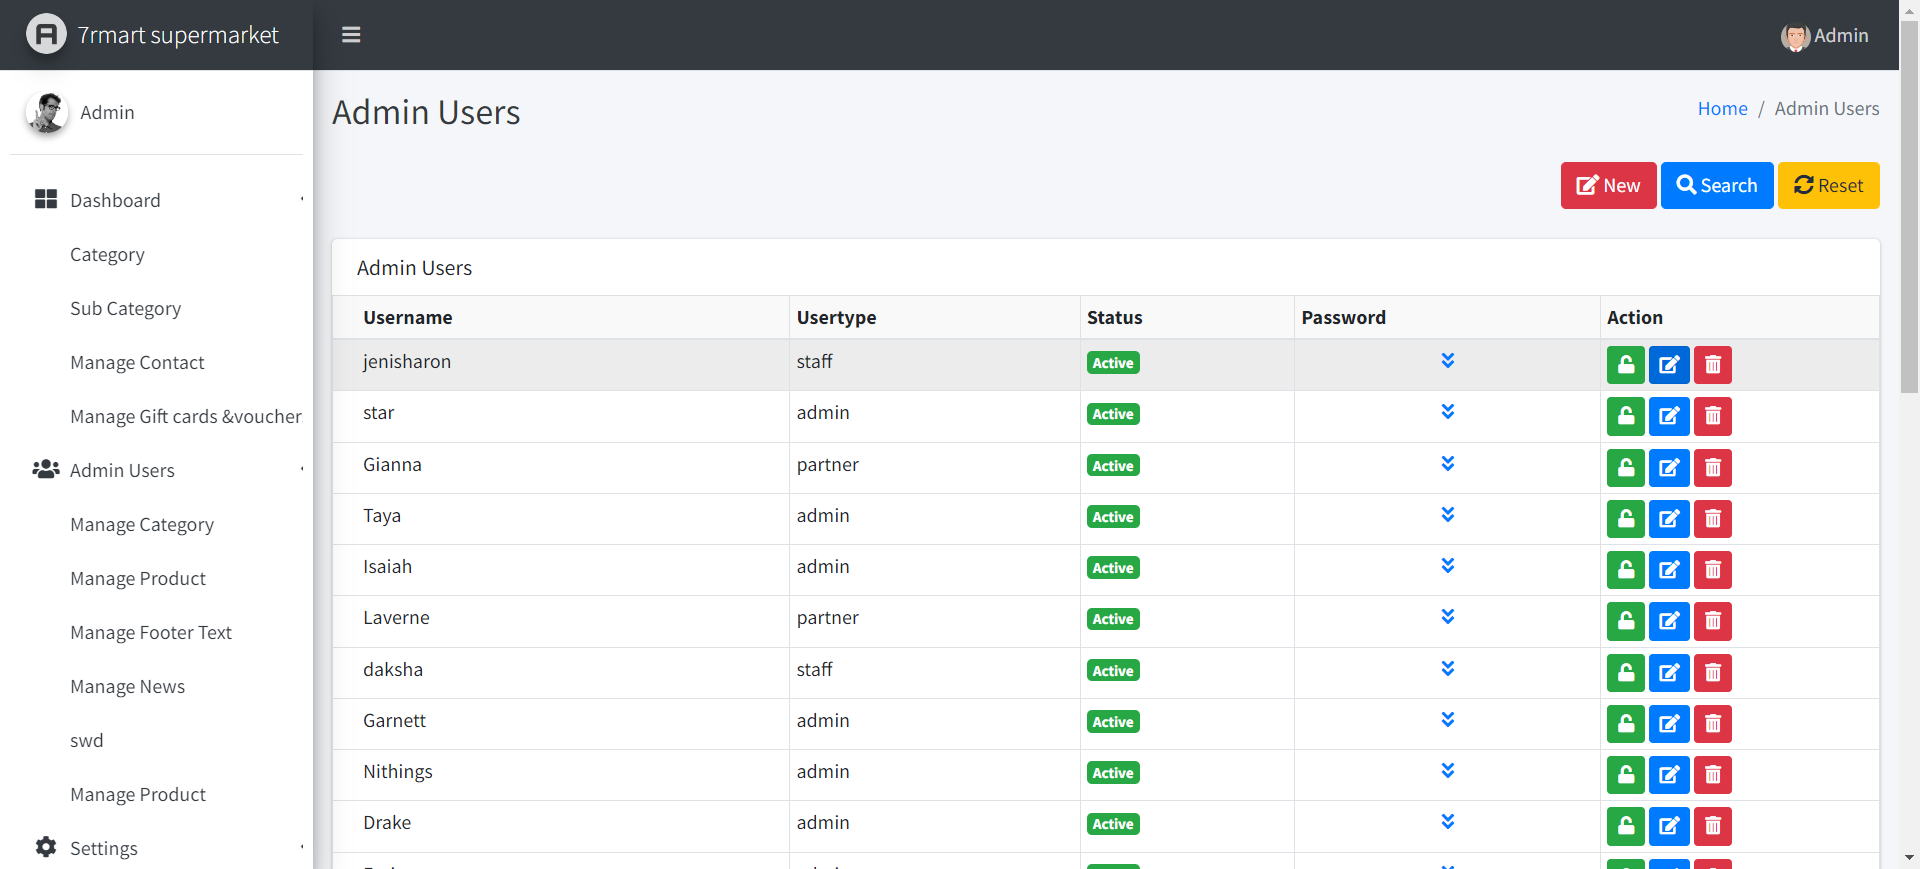 7rmart supermarket
Admin
Admin
Admin Users
Home / Admin Users
New
Search
Reset
Dashboard
Category
Sub Category
Manage Contact
Manage Gift cards &voucher
Admin Users
Manage Category
Manage Product
Manage Footer Text
Manage News
swd
Manage Product
Settings
Admin Users
Username Usertype Status Password Action
jenisharon staff Active
star admin Active
Gianna partner Active
Taya admin Active
Isaiah admin Active
Laverne partner Active
daksha staff Active
Garnett admin Active
Nithings admin Active
Drake admin Active